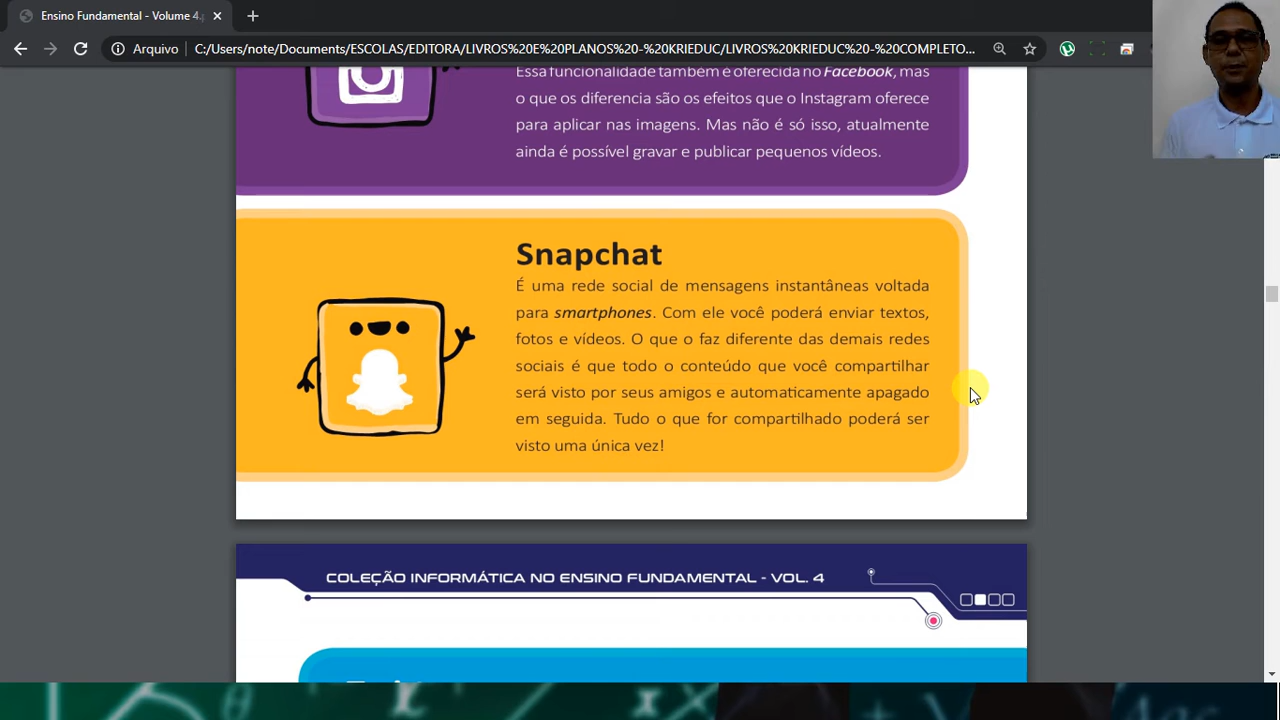 Ensino Fundamental - Volume 4.
Arquivo C:/Users/note/Documents/ESCOLAS/EDITORA/LIVROS%20E%20PLANOS%20-%20KRIEDUC/LIVROS%20KRIEDUC%20-%20COMPLETO...
Essa funcionalidade também é oferecida no Facebook, mas
o que os diferencia são os efeitos que o Instagram oferece
para aplicar nas imagens. Mas não é só isso, atualmente
ainda é possível gravar e publicar pequenos vídeos.
Snapchat
É uma rede social de mensagens instantâneas voltada
para smartphones. Com ele você poderá enviar textos,
fotos e vídeos. O que o faz diferente das demais redes
sociais é que todo o conteúdo que você compartilhar
será visto por seus amigos e automaticamente apagado
em seguida. Tudo o que for compartilhado poderá ser
visto uma única vez!
COLEÇÃO INFORMÁTICA NO ENSINO FUNDAMENTAL - VOL. 4